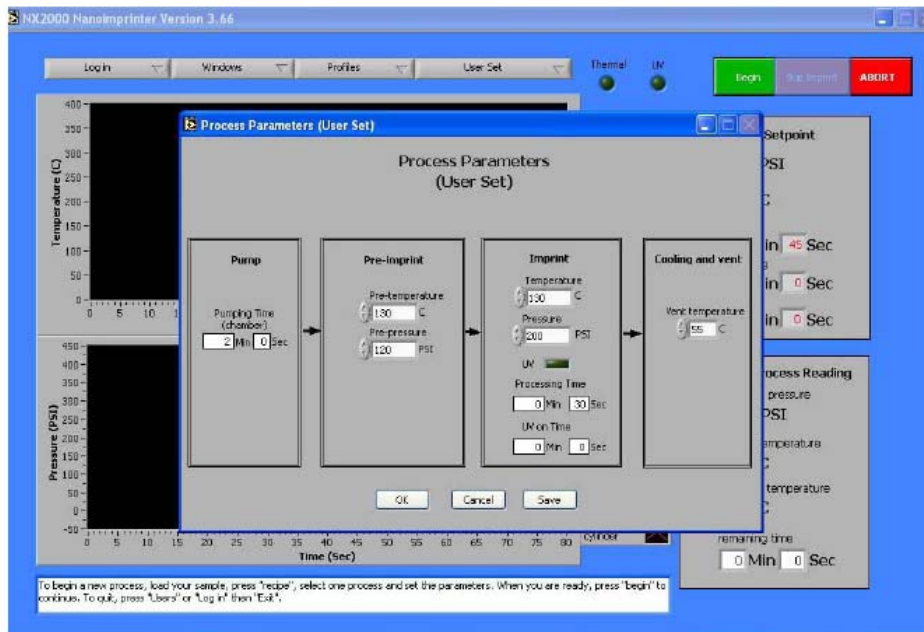 NX2000 Nanoimprinter Version 3.66
Log in
Windows
Profiles
User Set
Thermal
UV
Begin
ABORT
Temperature (C)
400
350
300
250
200
150
100
50
0
0 5 10
Process Parameters (User Set)
Process Parameters
(User Set)
Pump
Pumping Time
(chamber)
2 Min 0 Sec
Pre-imprint
Pre-temperature
130 C
Pre-pressure
120 PSI
Imprint
Temperature
130 C
Pressure
200 PSI
UV
Processing Time
0 Min 30 Sec
UV on Time
0 Min 0 Sec
Cooling and vent
Vent temperature
55 C
OK
Cancel
Save
Setpoint
PSI
in 45 Sec
in 0 Sec
in 0 Sec
Pressure (PSI)
450
400
350
300
250
200
150
100
50
0
-50
0 5 10 15 20 25 30 35 40 45 50 55 60 65 70 75 80
Time (Sec)
cylinder
ocess Reading
pressure
PSI
emperature
temperature
remaining time
0 Min 0 Sec
To begin a new process, load your sample, press "recipe", select one process and set the parameters. When you are ready, press "begin" to
continue. To quit, press "Users" or "Log in" then "Exit".